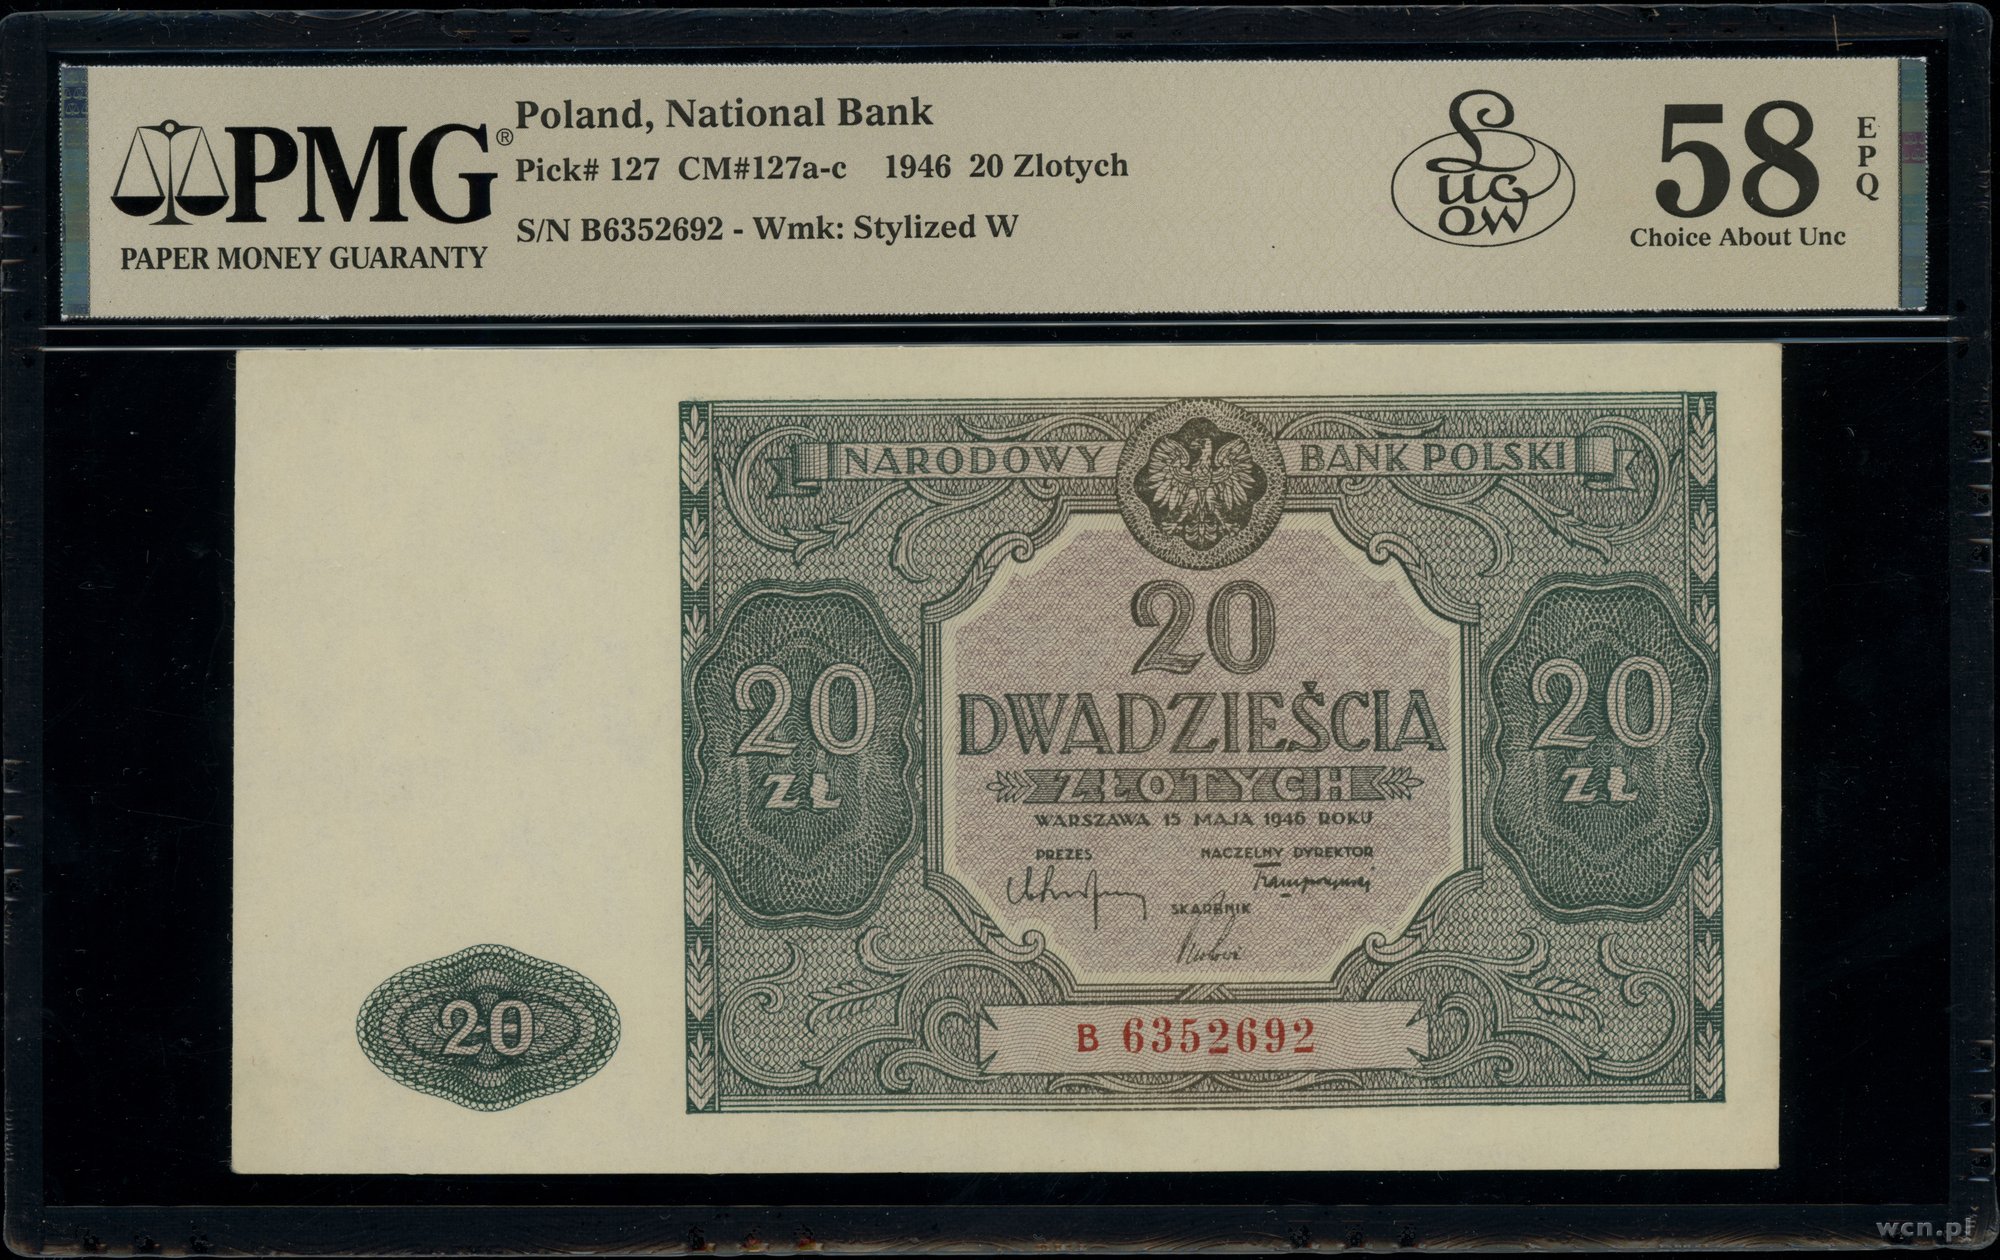 PMG®
PAPER MONEY GUARANTY
Poland, National Bank
Pick# 127 CM#127a-c 1946 20 Zlotych
S/N B6352692 - Wmk: Stylized W
Lucow
58
EPQ
Choice About Unc
NARODOWY BANK POLSKI
20
DWADZIEŚCIA
ZŁOTYCH
WARSZAWA 15 MAJA 1946 ROKU
PREZES NACZELNY DYREKTOR
SKARBNIK
20 ZŁ
20 ZŁ
20
B 6352692
wcn.pl